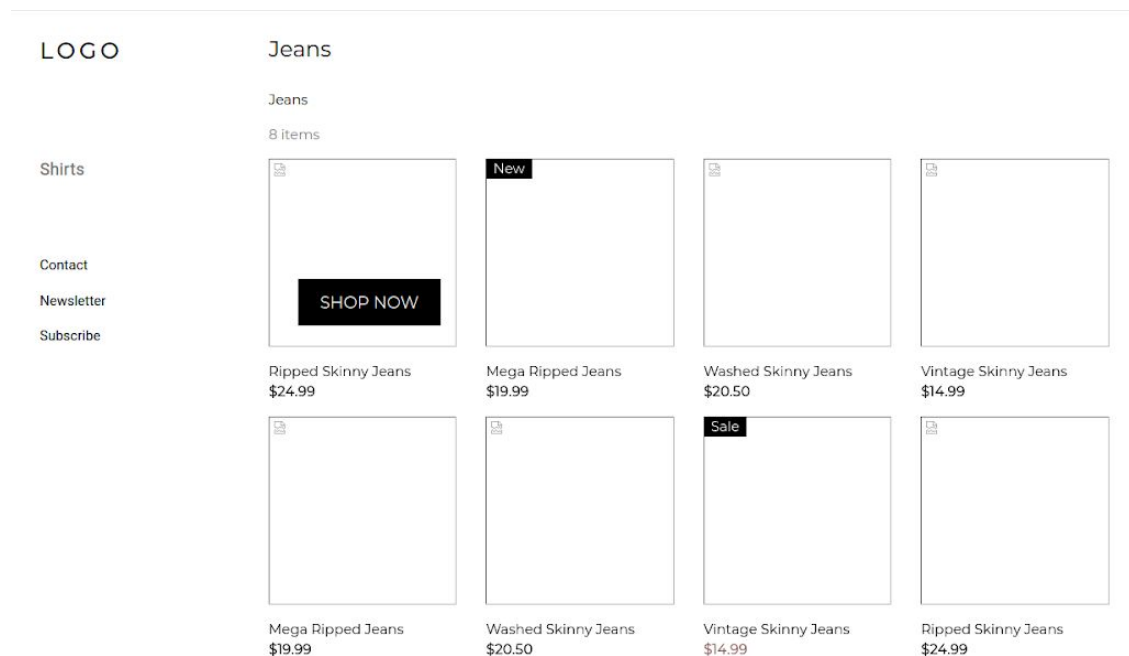 LOGO
Jeans
Jeans
8 items
Shirts
Contact
Newsletter
Subscribe
SHOP NOW
Ripped Skinny Jeans
$24.99
New
Mega Ripped Jeans
$19.99
Washed Skinny Jeans
$20.50
Vintage Skinny Jeans
$14.99
Mega Ripped Jeans
$19.99
Washed Skinny Jeans
$20.50
Sale
Vintage Skinny Jeans
$14.99
Ripped Skinny Jeans
$24.99